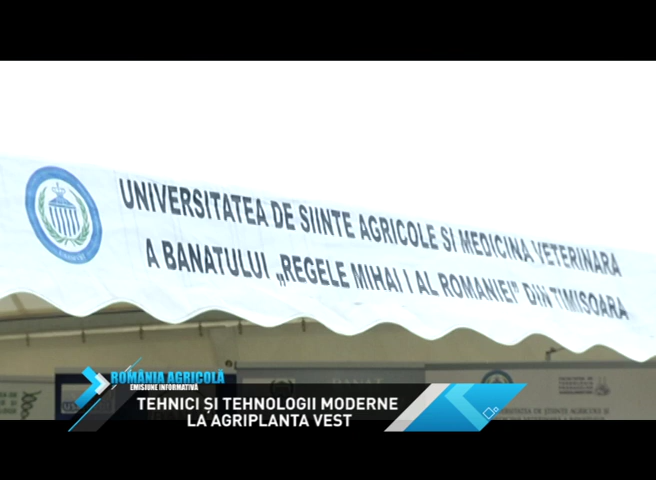 UNIVERSITATEA DE SIINTE AGRICOLE SI MEDICINA VETERINARA
A BANATULUI „REGELE MIHAI I AL ROMANIEI” DIN TIMISOARA
ROMÂNIA AGRICOLĂ
EMISIUNE INFORMATIVĂ
TEHNICI ȘI TEHNOLOGII MODERNE
LA AGRIPLANTA VEST